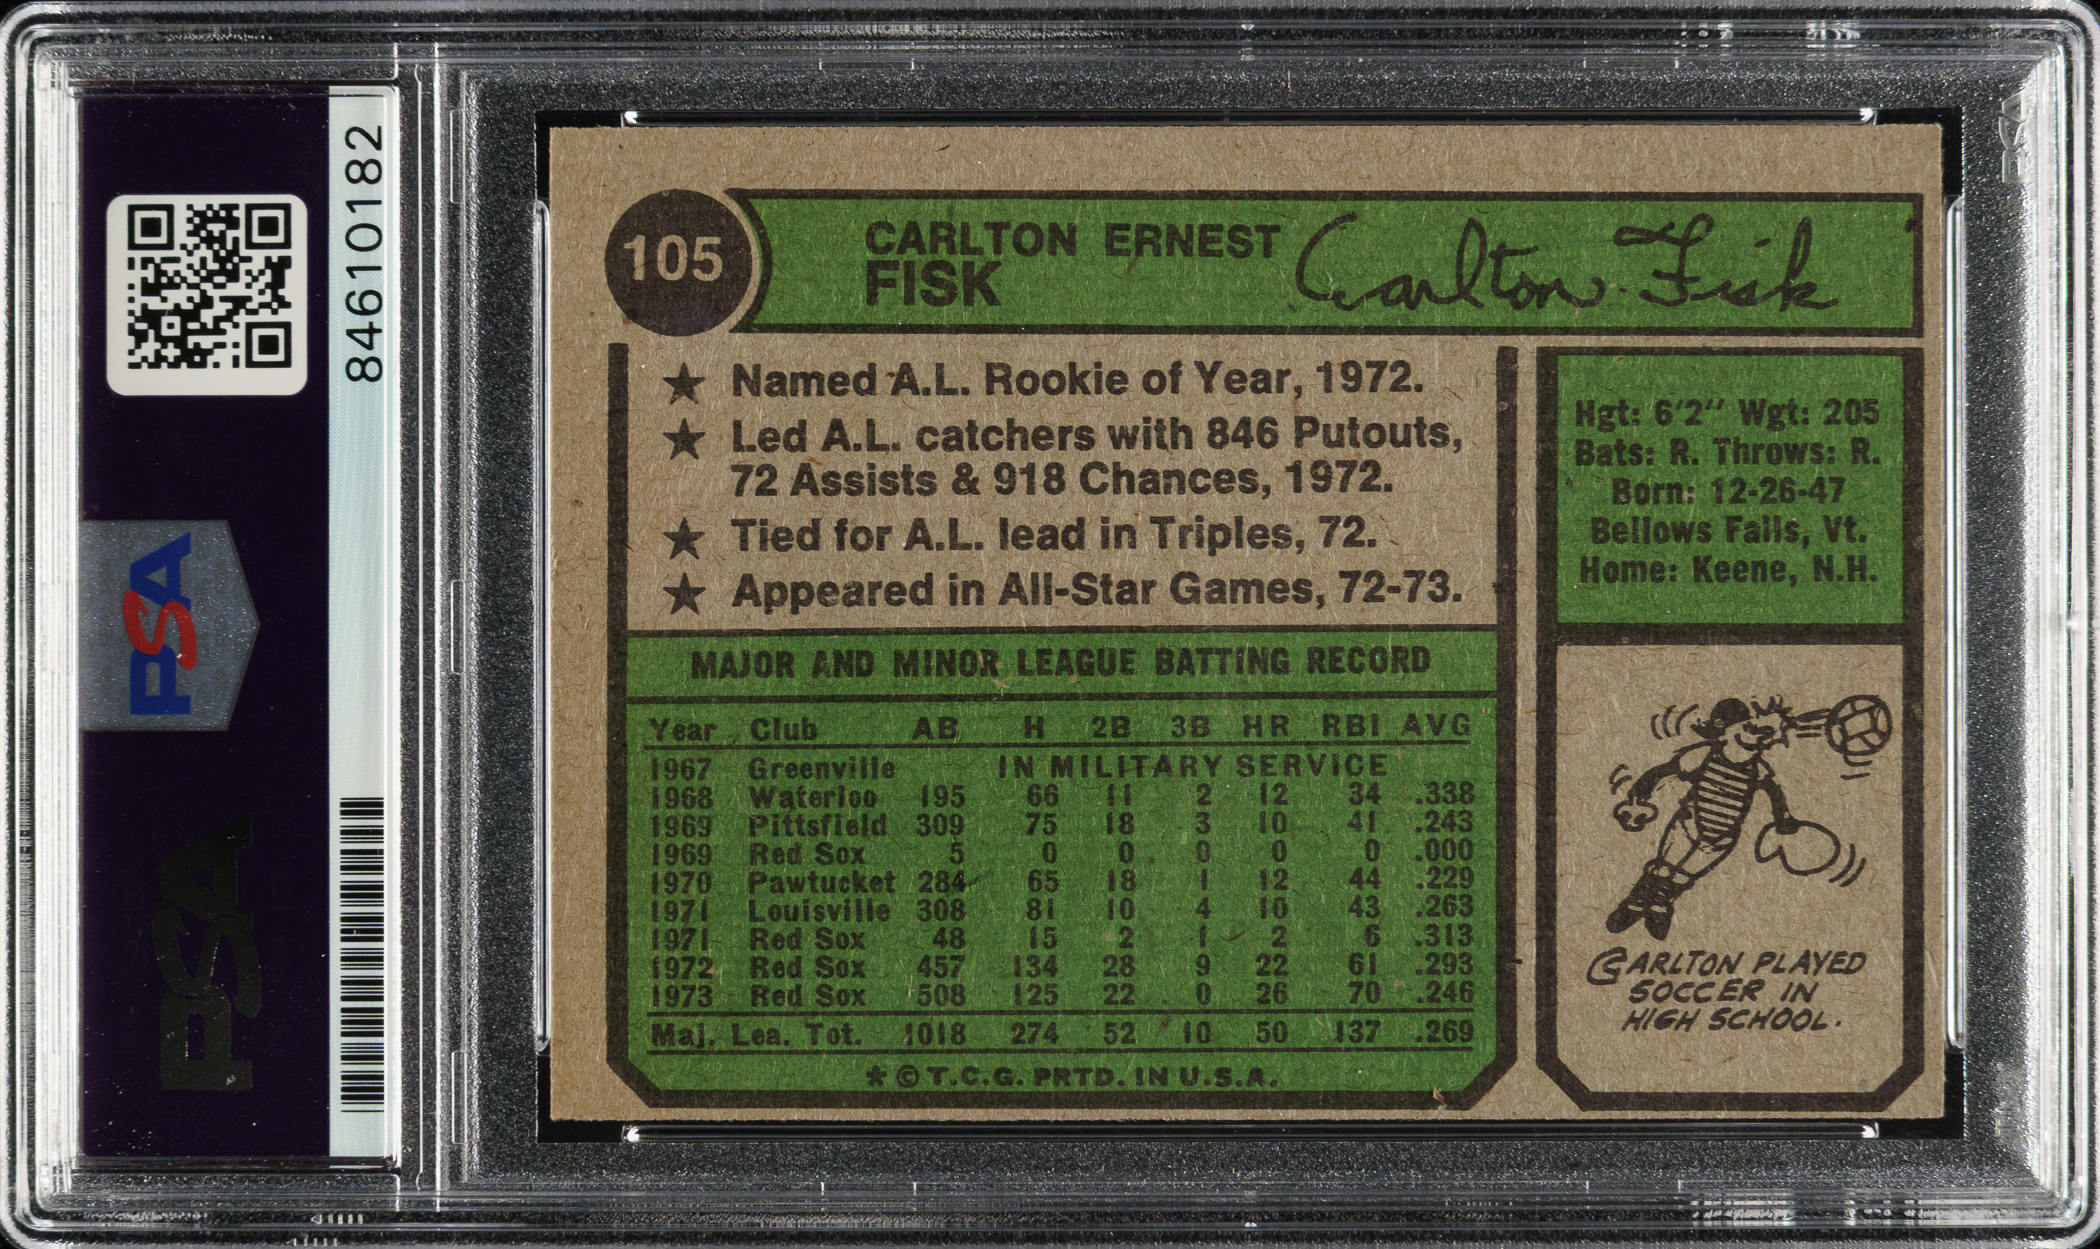 84610182
PSA
PSA
PSA
105
CARLTON ERNEST
FISK
Carlton Fisk
★ Named A.L. Rookie of Year, 1972.
★ Led A.L. catchers with 846 Putouts,
72 Assists & 918 Chances, 1972.
★ Tied for A.L. lead in Triples, 72.
★ Appeared in All-Star Games, 72-73.
MAJOR AND MINOR LEAGUE BATTING RECORD
Year Club AB H 2B 3B HR RBI AVG
1967 Greenville IN MILITARY SERVICE
1968 Waterloo 195 66 11 2 12 34 .338
1969 Pittsfield 309 75 18 3 10 41 .243
1969 Red Sox 5 0 0 0 0 0 .000
1970 Pawtucket 284 65 18 1 12 44 .229
1971 Louisville 308 81 10 4 10 43 .263
1971 Red Sox 48 15 2 1 2 6 .313
1972 Red Sox 457 134 28 9 22 61 .293
1973 Red Sox 508 125 22 0 26 70 .246
Maj. Lea. Tot. 1018 274 52 10 50 137 .269
* © T.C.G. PRTD. IN U.S.A.
Hgt: 6'2" Wgt: 205
Bats: R. Throws: R.
Born: 12-26-47
Bellows Falls, Vt.
Home: Keene, N.H.
CARLTON PLAYED
SOCCER IN
HIGH SCHOOL.